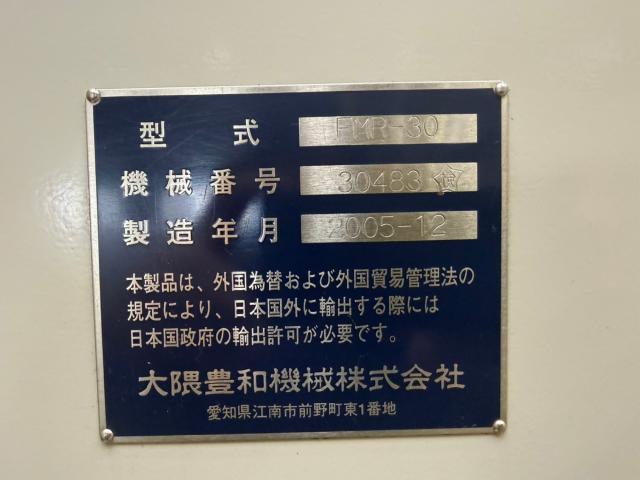 型式 FMR-30
機械番号 30483
製造年月 2005-12
本製品は、外国為替および外国貿易管理法の
規定により、日本国外に輸出する際には
日本国政府の輸出許可が必要です。
大隈豊和機械株式会社
愛知県江南市前野町東1番地